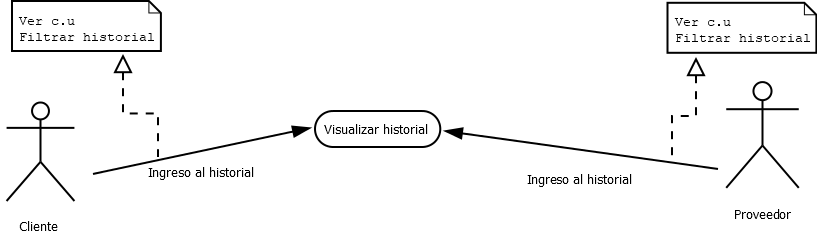 Ver c.u
Filtrar historial
Ver c.u
Filtrar historial
Visualizar historial
Ingreso al historial
Ingreso al historial
Cliente
Proveedor